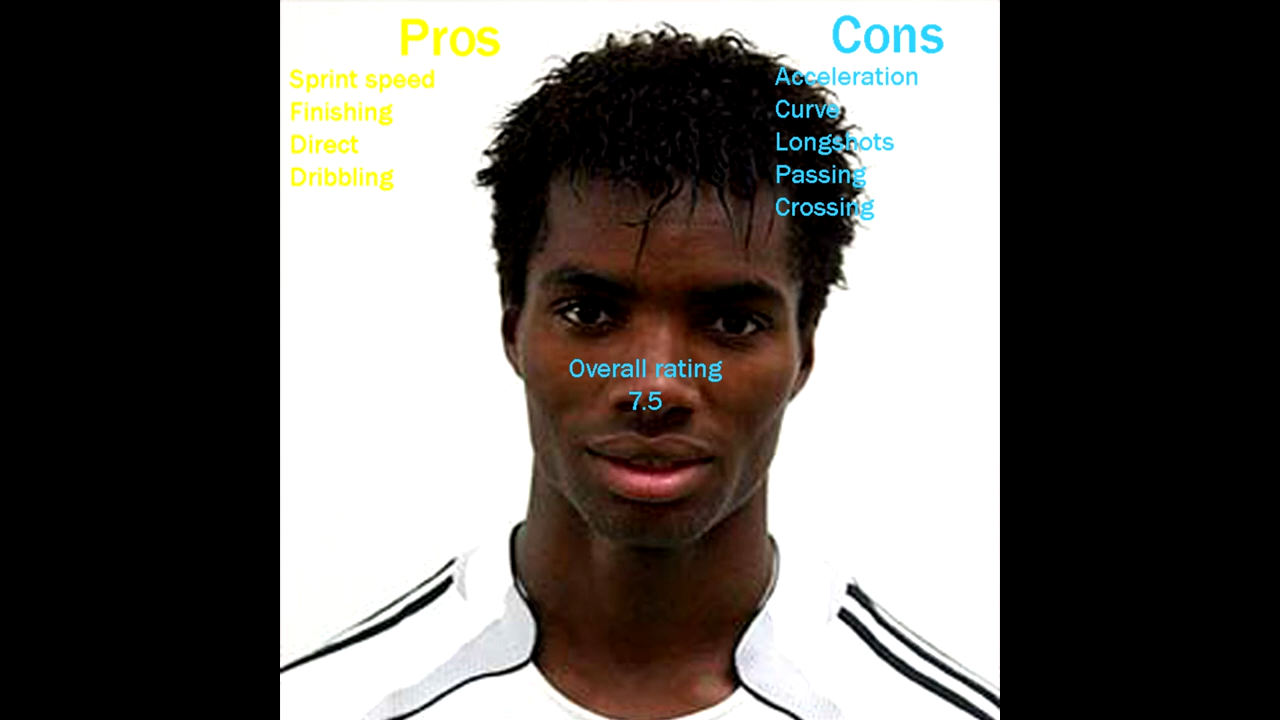 Pros
Sprint speed
Finishing
Direct
Dribbling
Cons
Acceleration
Curve
Longshots
Passing
Crossing
Overall rating
7.5